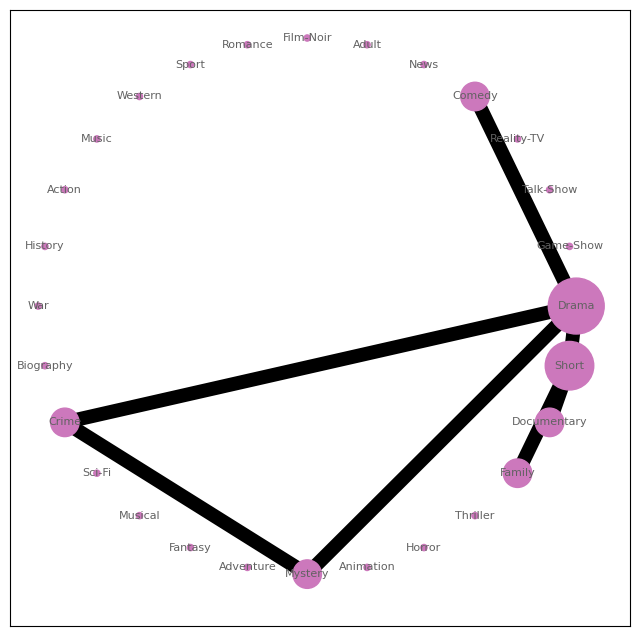 Film-Noir
Romance
Adult
Sport
News
Western
Comedy
Music
Reality-TV
Action
Talk-Show
History
Game-Show
War
Drama
Biography
Short
Crime
Documentary
Sci-Fi
Family
Musical
Thriller
Fantasy
Horror
Adventure
Animation
Mystery